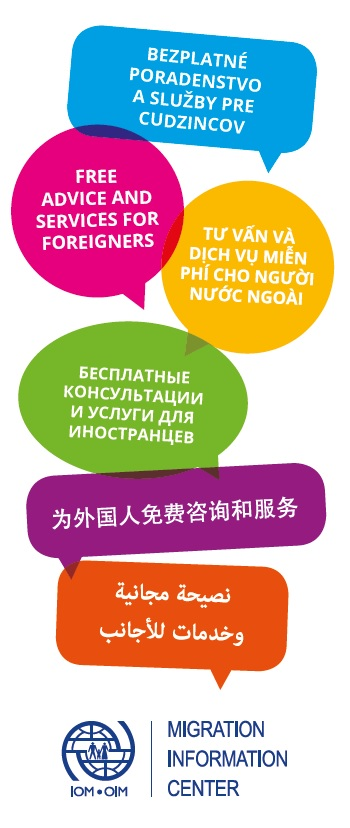 BEZPLATNÉ
PORADENSTVO
A SLUŽBY PRE
CUDZINCOV
FREE
ADVICE AND
SERVICES FOR
FOREIGNERS
TƯ VẤN VÀ
DỊCH VỤ MIỄN
PHÍ CHO NGƯỜI
NƯỚC NGOÀI
БЕСПЛАТНЫЕ
КОНСУЛЬТАЦИИ
И УСЛУГИ ДЛЯ
ИНОСТРАНЦЕВ
为外国人免费咨询和服务
نصيحة مجانية
وخدمات للأجانب
IOM • OIM
MIGRATION
INFORMATION
CENTER